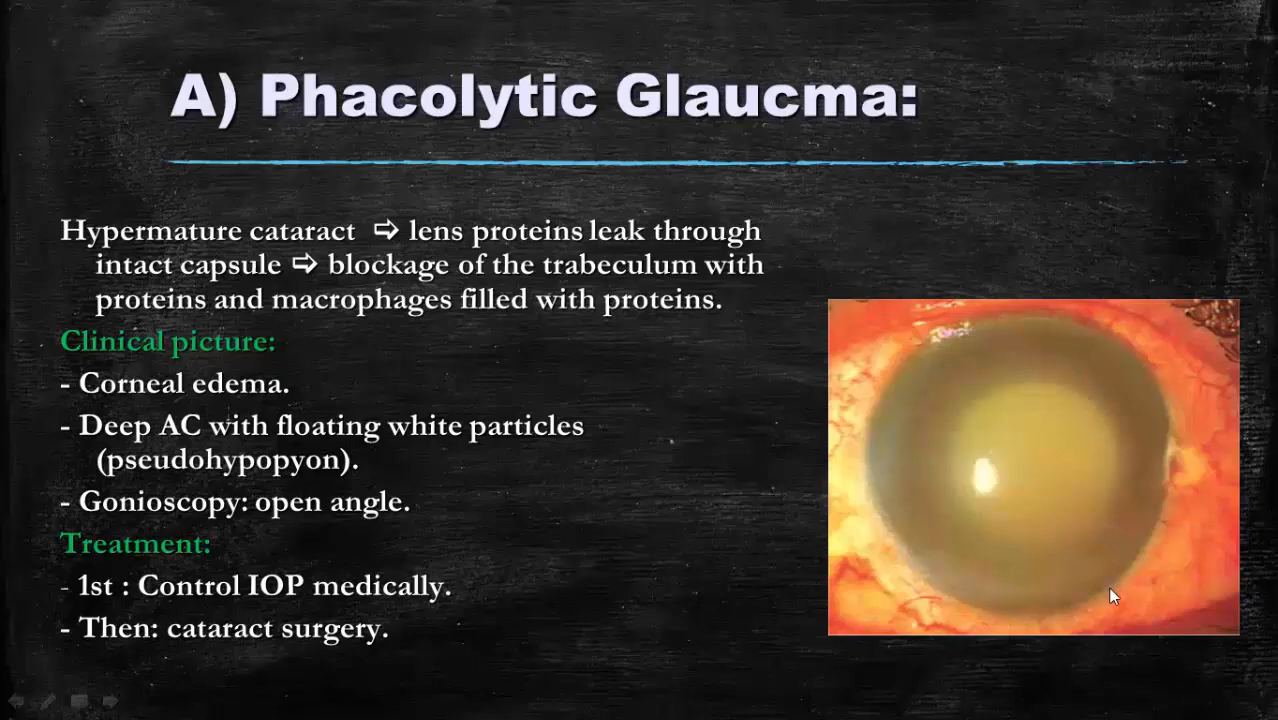 A) Phacolytic Glaucma:
Hypermature cataract ⇨ lens proteins leak through
intact capsule ⇨ blockage of the trabeculum with
proteins and macrophages filled with proteins.
Clinical picture:
- Corneal edema.
- Deep AC with floating white particles
(pseudohypopyon).
- Gonioscopy: open angle.
Treatment:
- 1st : Control IOP medically.
- Then: cataract surgery.